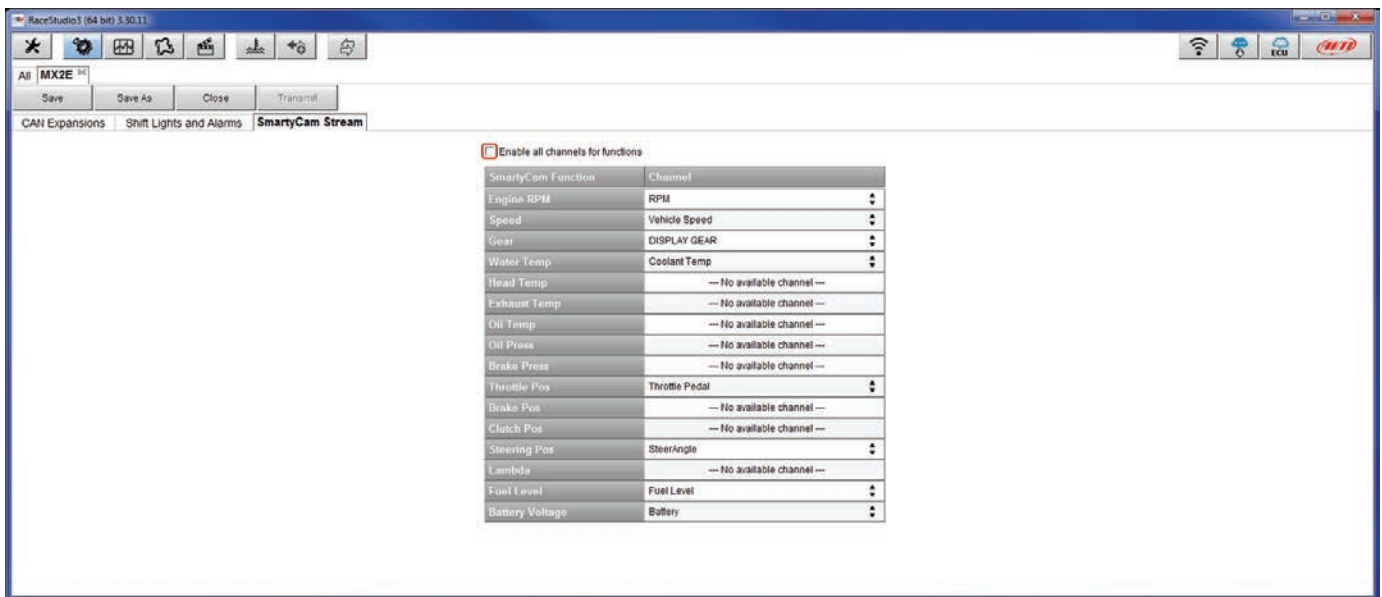 RaceStudio3 (64 bit) 3.30.11
ECU
All MX2E
Save Save As Close Transmit
CAN Expansions Shift Lights and Alarms SmartyCam Stream
Enable all channels for functions
SmartyCam Function Channel
Engine RPM RPM
Speed Vehicle Speed
Gear DISPLAY GEAR
Water Temp Coolant Temp
Head Temp --- No available channel ---
Exhaust Temp --- No available channel ---
Oil Temp --- No available channel ---
Oil Press --- No available channel ---
Brake Press --- No available channel ---
Throttle Pos Throttle Pedal
Brake Pos --- No available channel ---
Clutch Pos --- No available channel ---
Steering Pos SteerAngle
Lambda --- No available channel ---
Fuel Level Fuel Level
Battery Voltage Battery